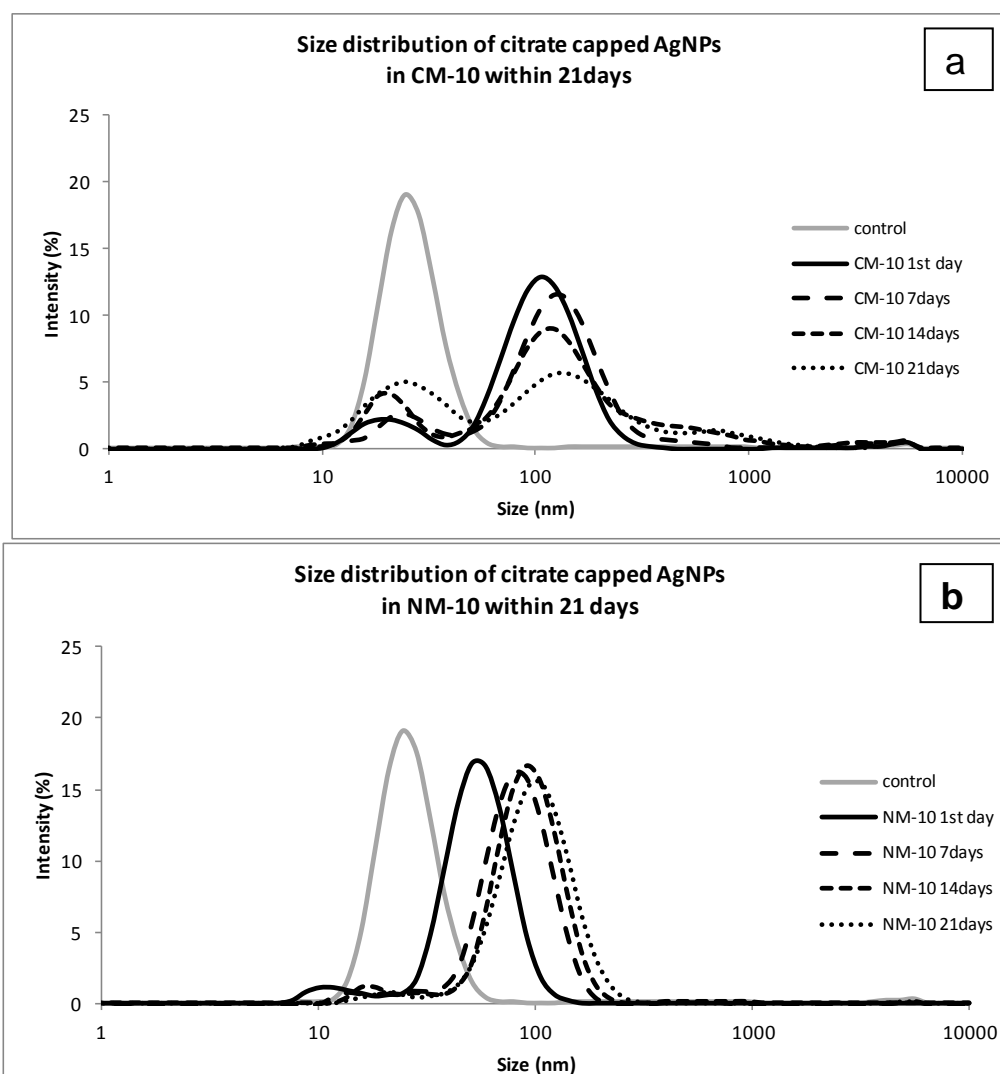 Size distribution of citrate capped AgNPs
in CM-10 within 21days
a
25
20
15
10
5
0
Intensity (%)
1
10
100
1000
10000
Size (nm)
control
CM-10 1st day
CM-10 7days
CM-10 14days
CM-10 21days
Size distribution of citrate capped AgNPs
in NM-10 within 21 days
b
25
20
15
10
5
0
Intensity (%)
1
10
100
1000
10000
Size (nm)
control
NM-10 1st day
NM-10 7days
NM-10 14days
NM-10 21days